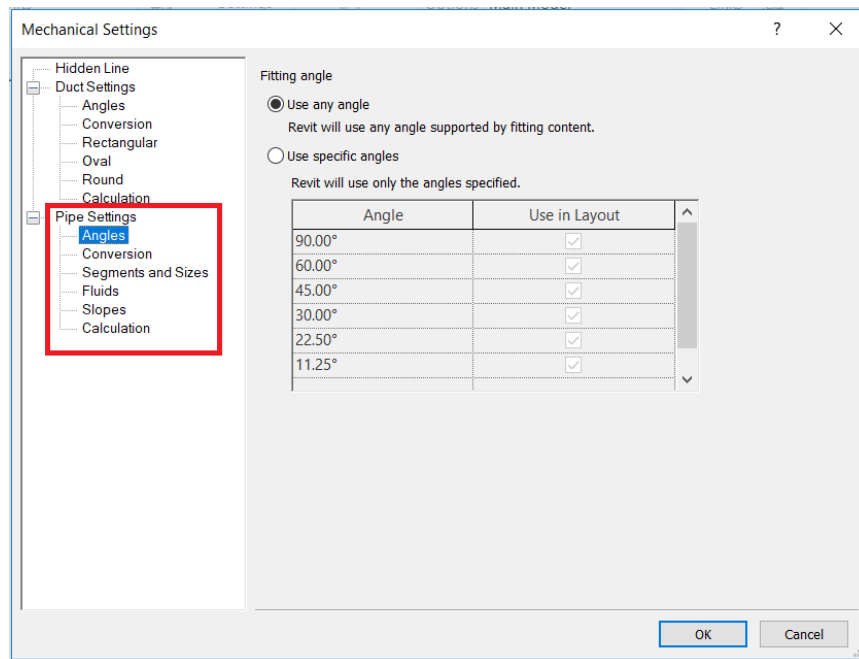 Mechanical Settings
?
Hidden Line
Duct Settings
Angles
Conversion
Rectangular
Oval
Round
Calculation
Pipe Settings
Angles
Conversion
Segments and Sizes
Fluids
Slopes
Calculation
Fitting angle
Use any angle
Revit will use any angle supported by fitting content.
Use specific angles
Revit will use only the angles specified.
Angle Use in Layout
90.00°
60.00°
45.00°
30.00°
22.50°
11.25°
OK Cancel